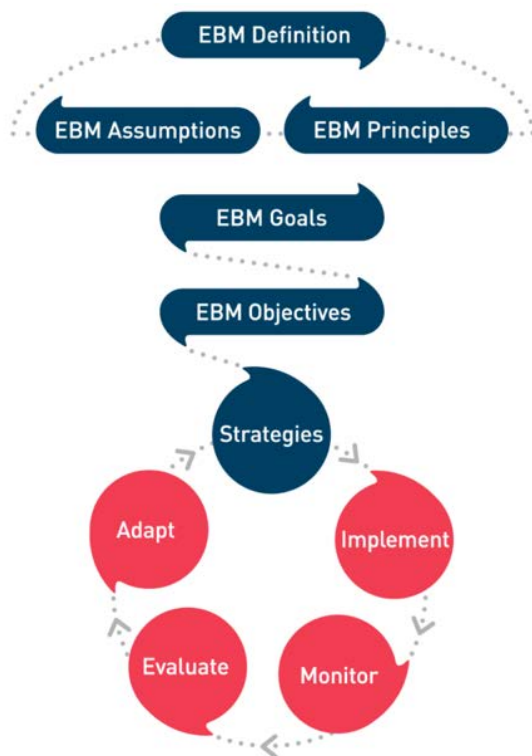 EBM Definition
EBM Assumptions
EBM Principles
EBM Goals
EBM Objectives
Strategies
Implement
Monitor
Evaluate
Adapt